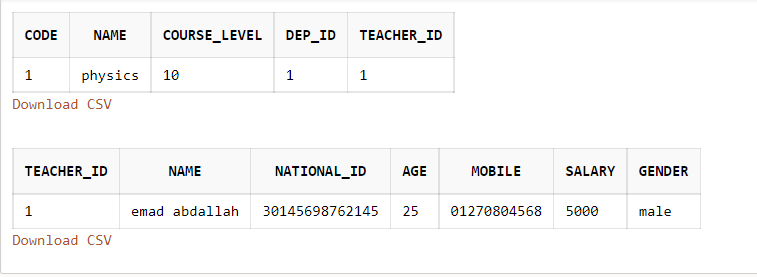 CODE NAME COURSE_LEVEL DEP_ID TEACHER_ID
1 physics 10 1 1
Download CSV
TEACHER_ID NAME NATIONAL_ID AGE MOBILE SALARY GENDER
1 emad abdallah 30145698762145 25 01270804568 5000 male
Download CSV